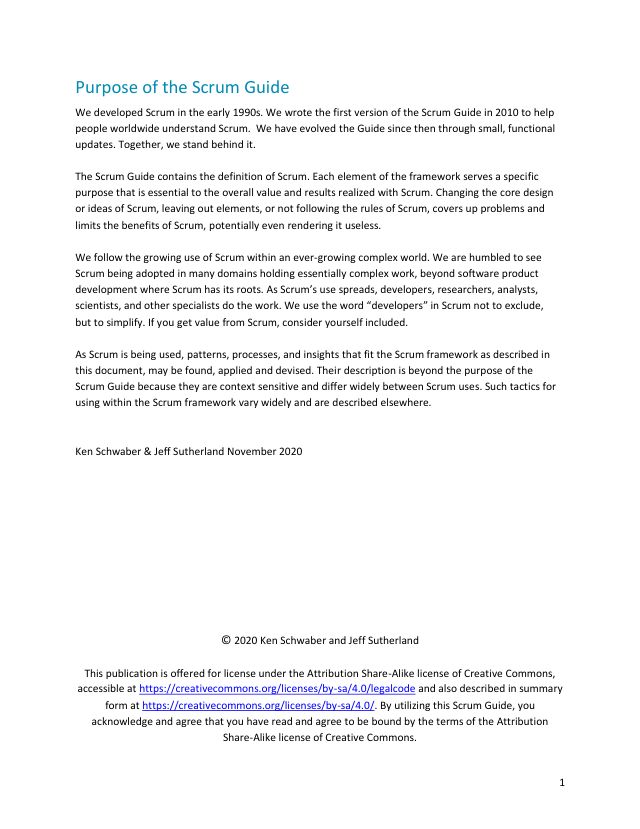 Purpose of the Scrum Guide
We developed Scrum in the early 1990s. We wrote the first version of the Scrum Guide in 2010 to help
people worldwide understand Scrum.  We have evolved the Guide since then through small, functional
updates. Together, we stand behind it.
The Scrum Guide contains the definition of Scrum. Each element of the framework serves a specific
purpose that is essential to the overall value and results realized with Scrum. Changing the core design
or ideas of Scrum, leaving out elements, or not following the rules of Scrum, covers up problems and
limits the benefits of Scrum, potentially even rendering it useless.
We follow the growing use of Scrum within an ever-growing complex world. We are humbled to see
Scrum being adopted in many domains holding essentially complex work, beyond software product
development where Scrum has its roots. As Scrum’s use spreads, developers, researchers, analysts,
scientists, and other specialists do the work. We use the word “developers” in Scrum not to exclude,
but to simplify. If you get value from Scrum, consider yourself included.
As Scrum is being used, patterns, processes, and insights that fit the Scrum framework as described in
this document, may be found, applied and devised. Their description is beyond the purpose of the
Scrum Guide because they are context sensitive and differ widely between Scrum uses. Such tactics for
using within the Scrum framework vary widely and are described elsewhere.
Ken Schwaber & Jeff Sutherland November 2020
© 2020 Ken Schwaber and Jeff Sutherland
This publication is offered for license under the Attribution Share-Alike license of Creative Commons,
accessible at https://creativecommons.org/licenses/by-sa/4.0/legalcode and also described in summary
form at https://creativecommons.org/licenses/by-sa/4.0/. By utilizing this Scrum Guide, you
acknowledge and agree that you have read and agree to be bound by the terms of the Attribution
Share-Alike license of Creative Commons.
1